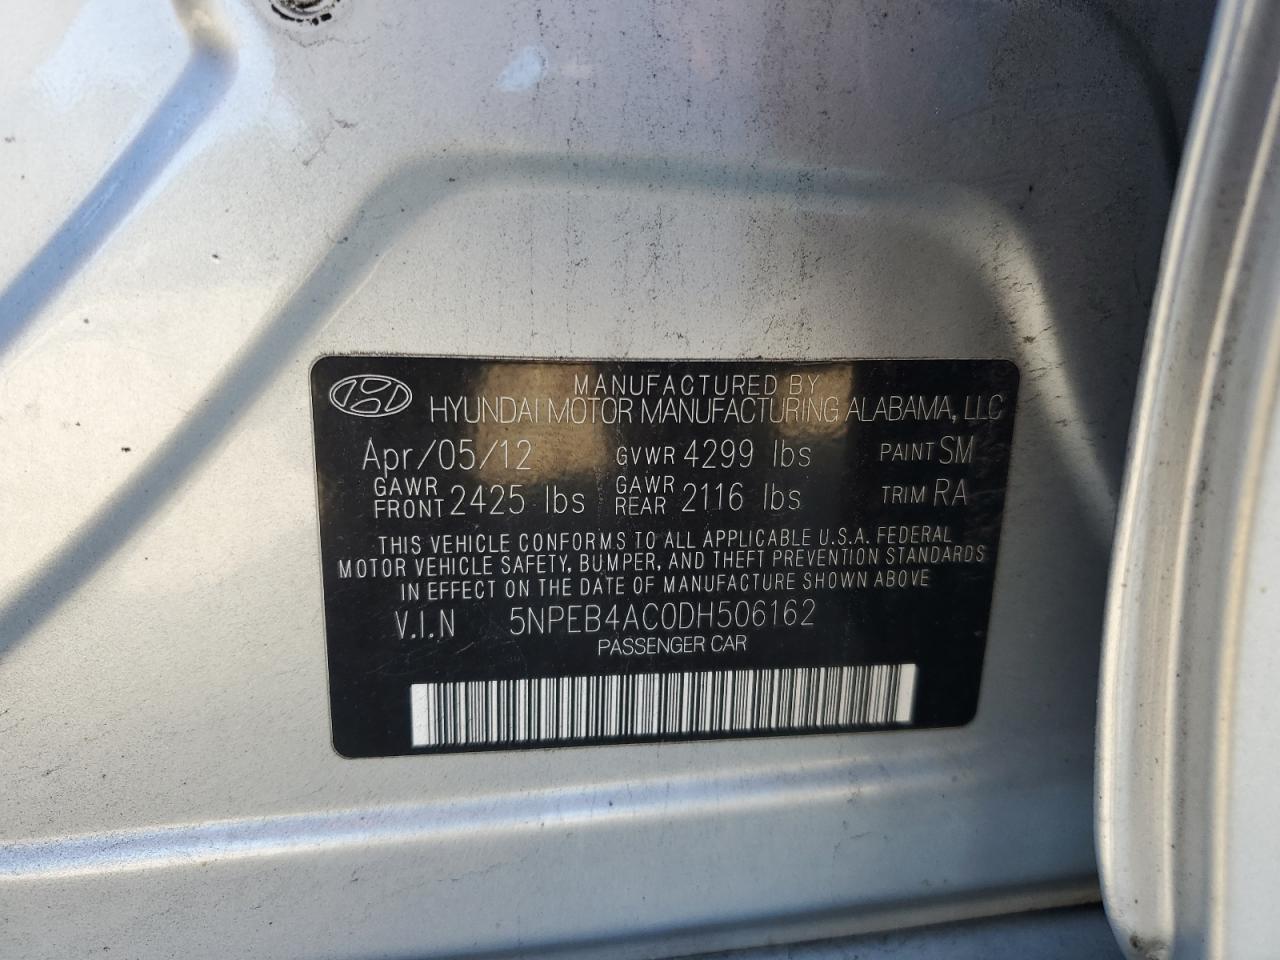 MANUFACTURED BY
HYUNDAI MOTOR MANUFACTURING ALABAMA, LLC
Apr/05/12 GVWR 4299 lbs PAINT SM
GAWR FRONT 2425 lbs GAWR REAR 2116 lbs TRIM RA
THIS VEHICLE CONFORMS TO ALL APPLICABLE U.S.A. FEDERAL
MOTOR VEHICLE SAFETY, BUMPER, AND THEFT PREVENTION STANDARDS
IN EFFECT ON THE DATE OF MANUFACTURE SHOWN ABOVE
V.I.N 5NPEB4AC0DH506162
PASSENGER CAR